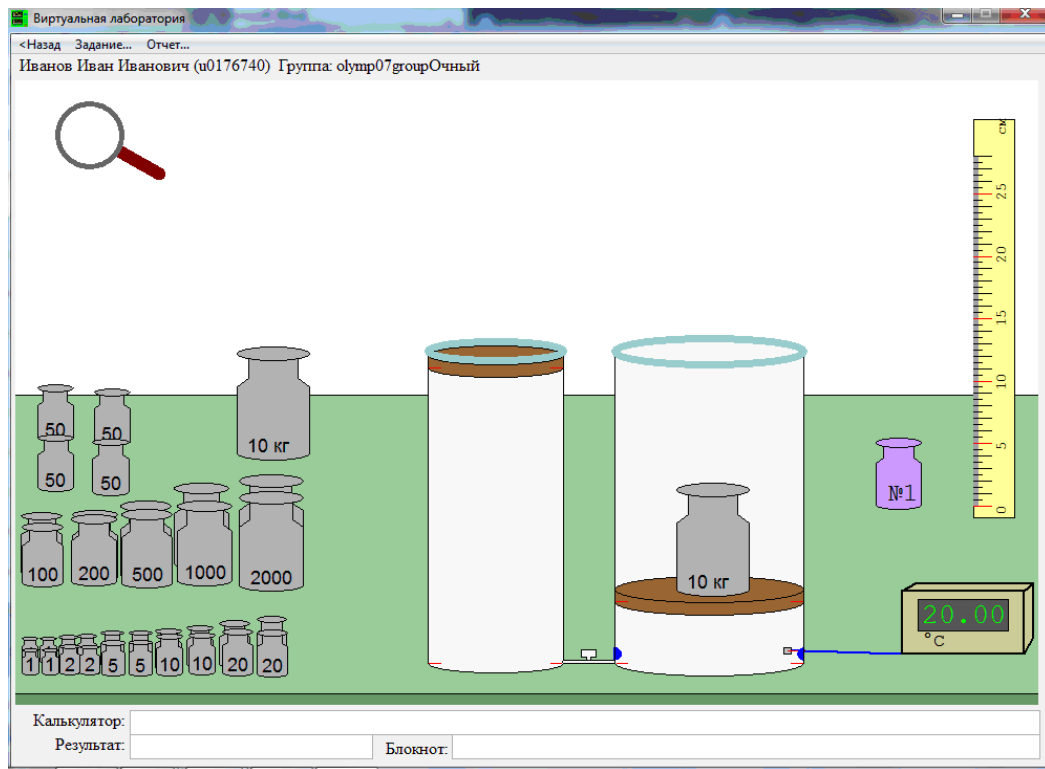 Виртуальная лаборатория
<Назад Задание... Отчет...
Иванов Иван Иванович (u0176740) Группа: olymp07groupОчный
см
25
20
15
10
5
0
50
50
50
50
10 кг
100
200
500
1000
2000
1
1
2
2
5
5
10
10
20
20
10 кг
№1
20.00
°C
Калькулятор:
Результат:
Блокнот: